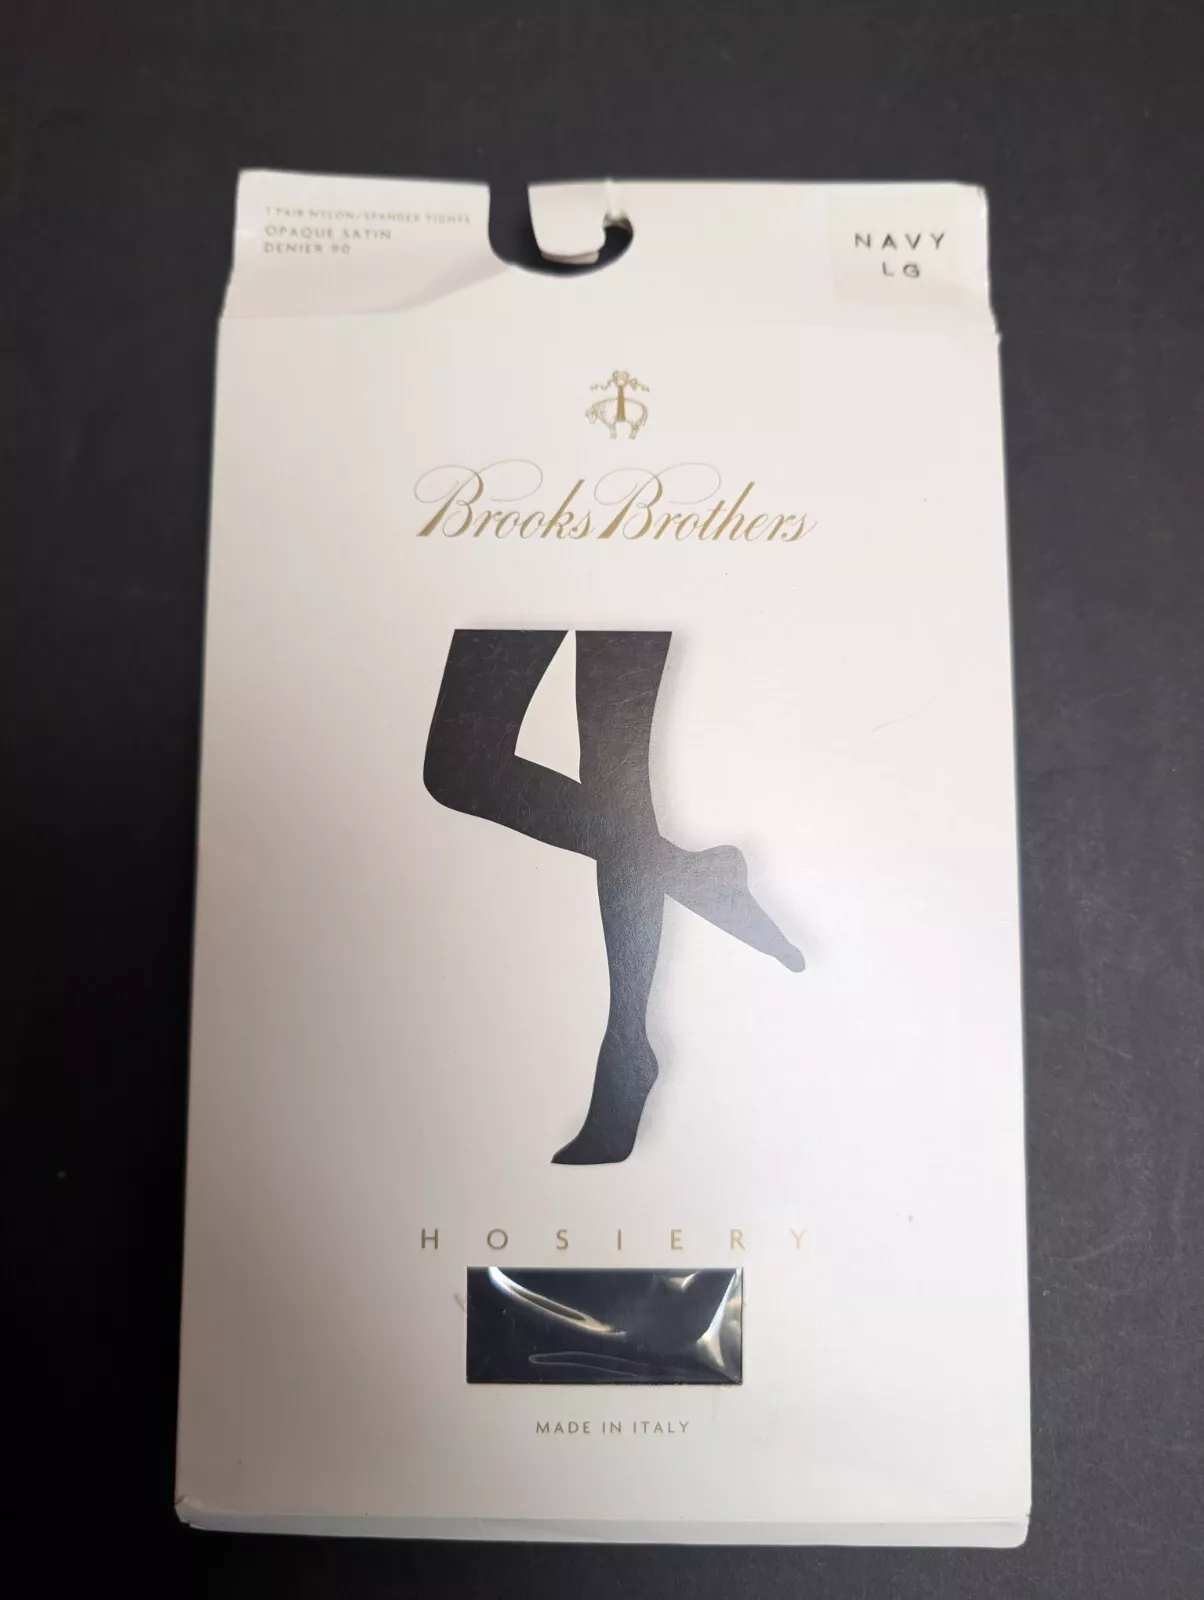 1 PAIR NYLON/SPANDEX TIGHTS
OPAQUE SATIN
DENIER 90
NAVY
LG
Brooks Brothers
HOSIERY
MADE IN ITALY